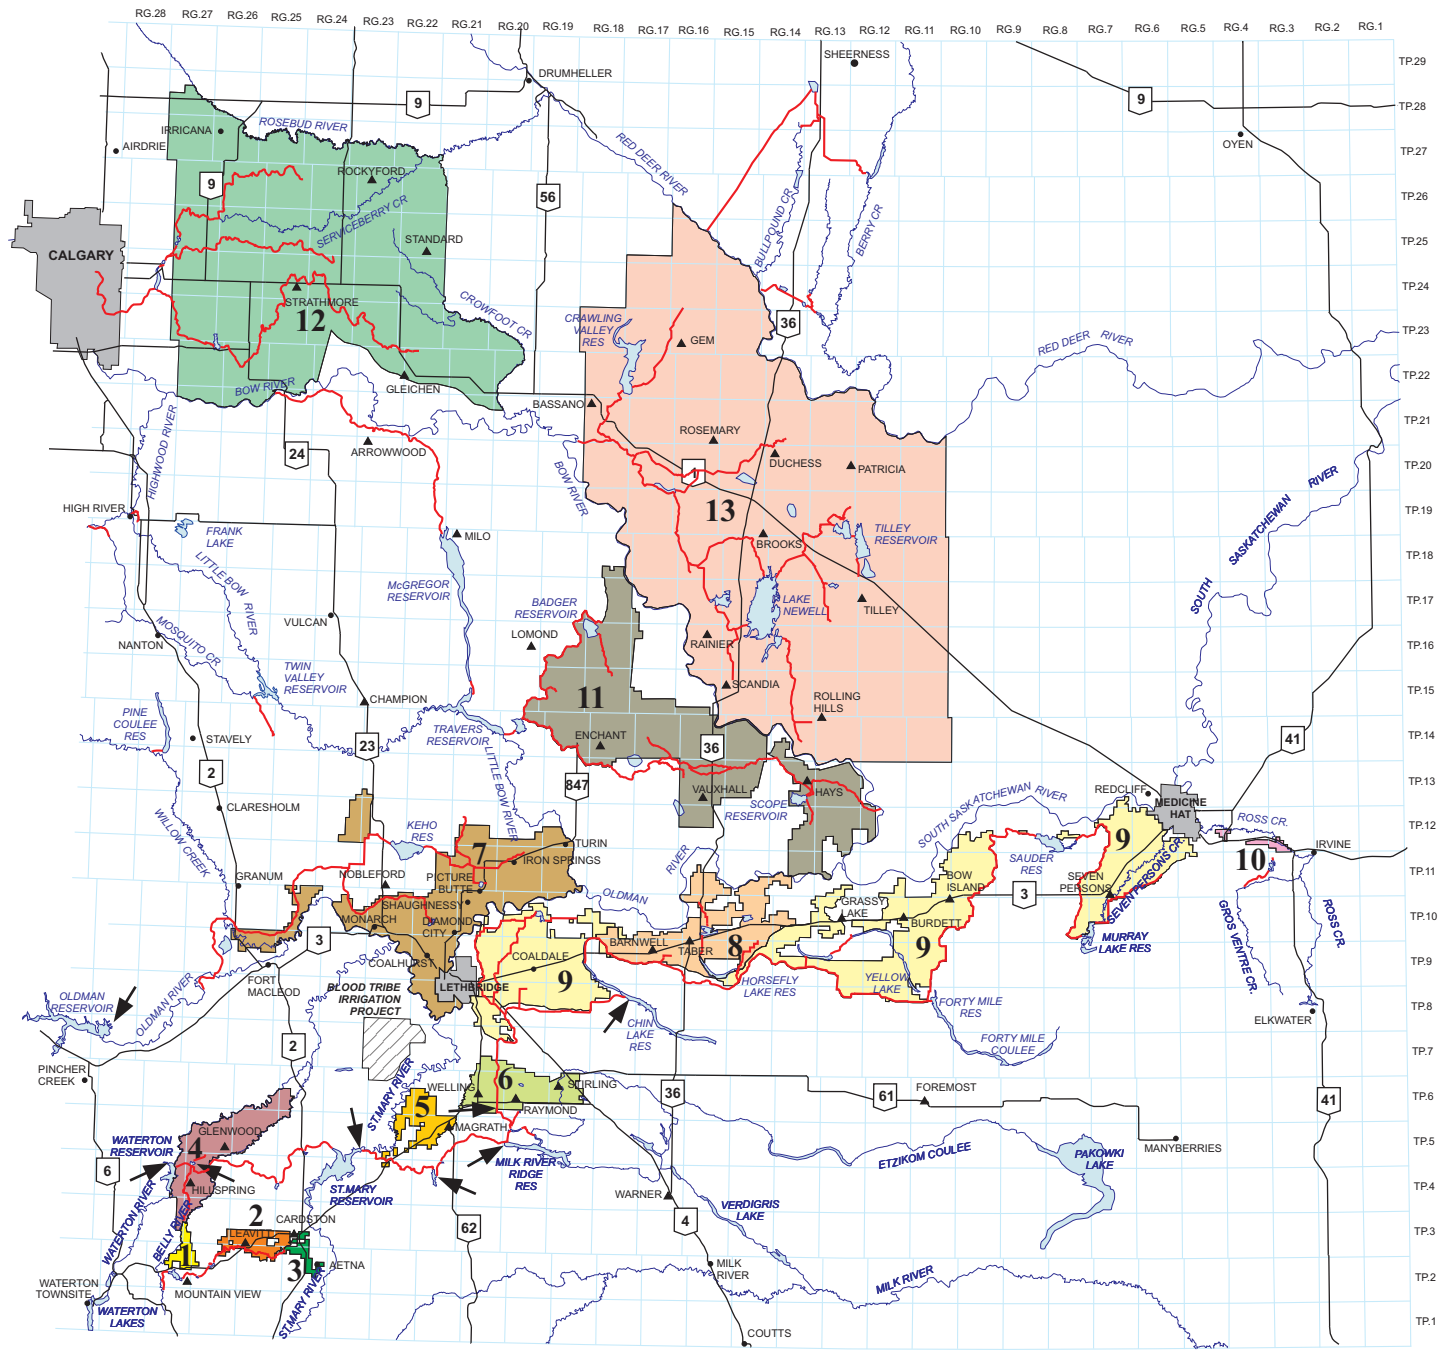 RG.28
RG.27
RG.26
RG.25
RG.24
RG.23
RG.22
RG.21
RG.20
RG.19
RG.18
RG.17
RG.16
RG.15
RG.14
RG.13
RG.12
RG.11
RG.10
RG.9
RG.8
RG.7
RG.6
RG.5
RG.4
RG.3
RG.2
RG.1
TP.29
TP.28
TP.27
TP.26
TP.25
TP.24
TP.23
TP.22
TP.21
TP.20
TP.19
TP.18
TP.17
TP.16
TP.15
TP.14
TP.13
TP.12
TP.11
TP.10
TP.9
TP.8
TP.7
TP.6
TP.5
TP.4
TP.3
TP.2
TP.1
SHEERNESS
DRUMHELLER
9
9
IRRICANA
ROSEBUD RIVER
AIRDRIE
OYEN
RED DEER RIVER
ROCKYFORD
9
56
SERVICEBERRY CR
BULLPOUND CR.
BERRY CR
STANDARD
CALGARY
STRATHMORE
12
CROWFOOT CR
CRAWLING
VALLEY
RES
GEM
36
RED DEER
RIVER
BOW RIVER
GLEICHEN
BASSANO
HIGHWOOD RIVER
24
ARROWWOOD
ROSEMARY
DUCHESS
PATRICIA
1
BOW RIVER
13
HIGH RIVER
FRANK
LAKE
MILO
BROOKS
TILLEY
RESERVOIR
SOUTH
SASKATCHEWAN
RIVER
LITTLE BOW
RIVER
McGREGOR
RESERVOIR
BADGER
RESERVOIR
LAKE
NEWELL
TILLEY
VULCAN
LOMOND
RAINIER
NANTON
MOSQUITO CR
TWIN
VALLEY
RESERVOIR
CHAMPION
SCANDIA
ROLLING
HILLS
11
PINE
COULEE
RES
STAVELY
TRAVERS
RESERVOIR
ENCHANT
23
36
41
2
LITTLE BOW RIVER
847
VAUXHALL
HAYS
SCOPE
RESERVOIR
REDCLIFF
MEDICINE
HAT
CLARESHOLM
WILLOW CREEK
KEHO
RES
SOUTH SASKATCHEWAN RIVER
ROSS CR.
TURIN
7
IRON SPRINGS
9
SAUDER
RES
10
IRVINE
RIVER
GRANUM
NOBLEFORD
PICTURE
BUTTE
BOW
ISLAND
SEVEN
PERSONS
SEVEN PERSONS CR.
3
SHAUGHNESSY
MONARCH
DIAMOND
CITY
OLDMAN
GRASSY
LAKE
BURDETT
3
MURRAY
LAKE RES
GROS VENTRE CR.
ROSS CR.
BARNWELL
TABER
8
9
COALHURST
COALDALE
9
LETHBRIDGE
HORSEFLY
LAKE RES
YELLOW
LAKE
FORT
MACLEOD
BLOOD TRIBE
IRRIGATION
PROJECT
OLDMAN
RESERVOIR
OLDMAN RIVER
FORTY MILE
RES
ELKWATER
CHIN
LAKE
RES
FORTY MILE
COULEE
2
PINCHER
CREEK
ST.MARY RIVER
WELLING
6
STIRLING
RAYMOND
36
61
FOREMOST
41
5
MAGRATH
GLENWOOD
WATERTON
RESERVOIR
4
HILLSPRING
6
MILK RIVER
RIDGE
RES
ETZIKOM COULEE
MANYBERRIES
PAKOWKI
LAKE
ST.MARY
RESERVOIR
WARNER
VERDIGRIS
LAKE
4
62
WATERTON RIVER
BELLY RIVER
2
CARDSTON
LEAVITT
1
3
AETNA
MILK
RIVER
MILK RIVER
WATERTON
TOWNSITE
MOUNTAIN VIEW
ST.MARY RIVER
WATERTON
LAKES
COUTTS